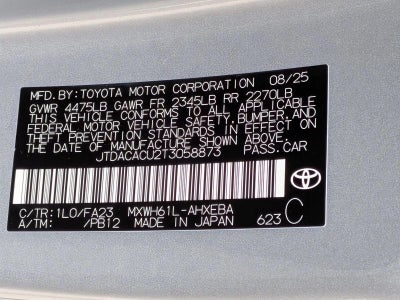 MFD.BY:TOYOTA MOTOR CORPORATION 08/25
GVWR 4475LB GAWR FR 2345LB RR 2270LB
THIS VEHICLE CONFORMS TO ALL APPLICABLE
FEDERAL MOTOR VEHICLE SAFETY,BUMPER,AND
THEFT PREVENTION STANDARDS IN EFFECT ON
THE DATE OF MANUFACTURE SHOWN ABOVE.
JTDACACU2T3058873 PASS.CAR
C/TR:1L0/FA23 MXWH61L-AHXEBA
A/TM: /PB12 MADE IN JAPAN 623 C